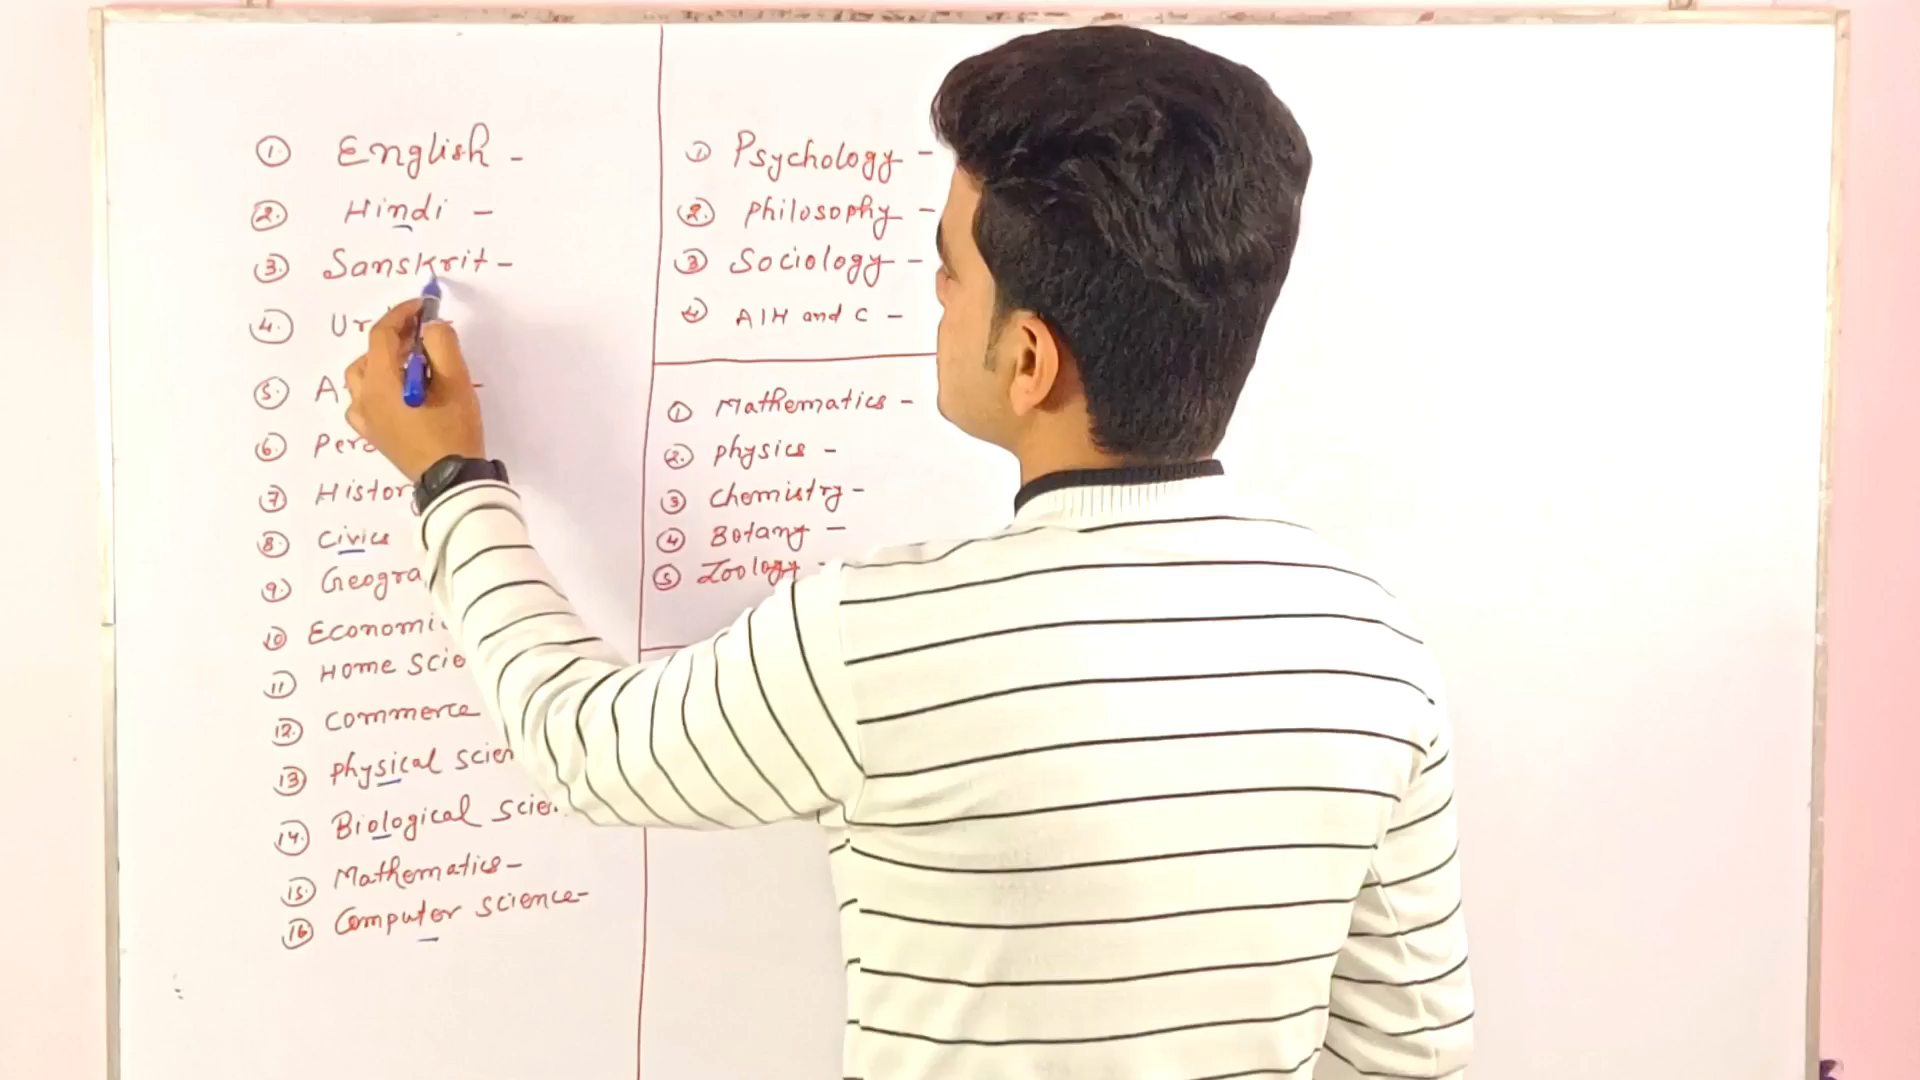 1. English -
2. Hindi -
3. Sanskrit -
4. Ur
5. A -
6. Per
7 Histor
8. Civics
9. Geogra
10 Economi
11 Home Scie
12. Commerce
13 Physical Scien
14. Biological Scie
15. Mathematics -
16 Computer Science -
1 Psychology -
2. Philosophy -
3 Sociology -
4 AIH and C -
1 Mathematics -
2. Physics -
3 Chemistry -
4 Botany -
5 Zoology -